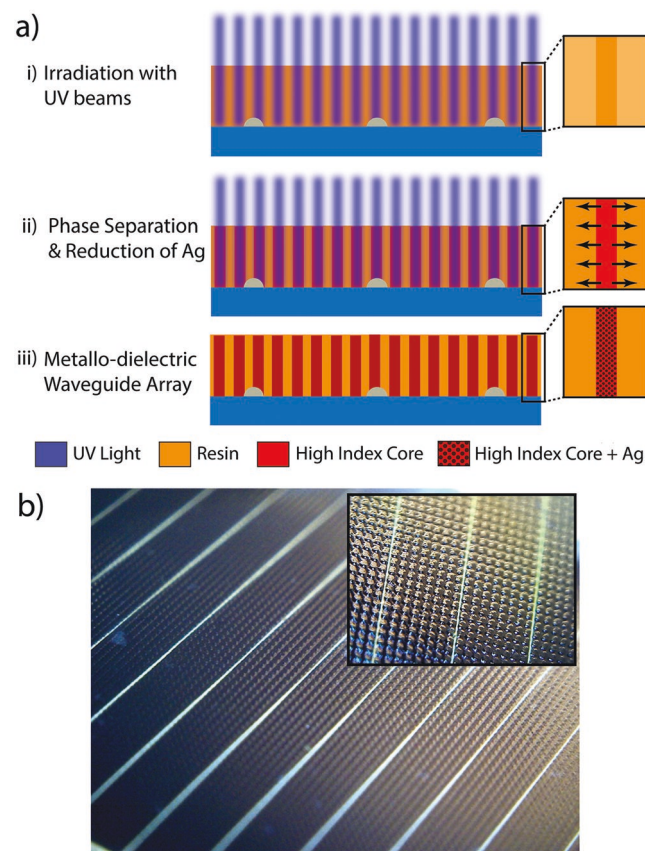 a)
i) Irradiation with
UV beams
ii) Phase Separation
& Reduction of Ag
iii) Metallo-dielectric
Waveguide Array
UV Light
Resin
High Index Core
High Index Core + Ag
b)